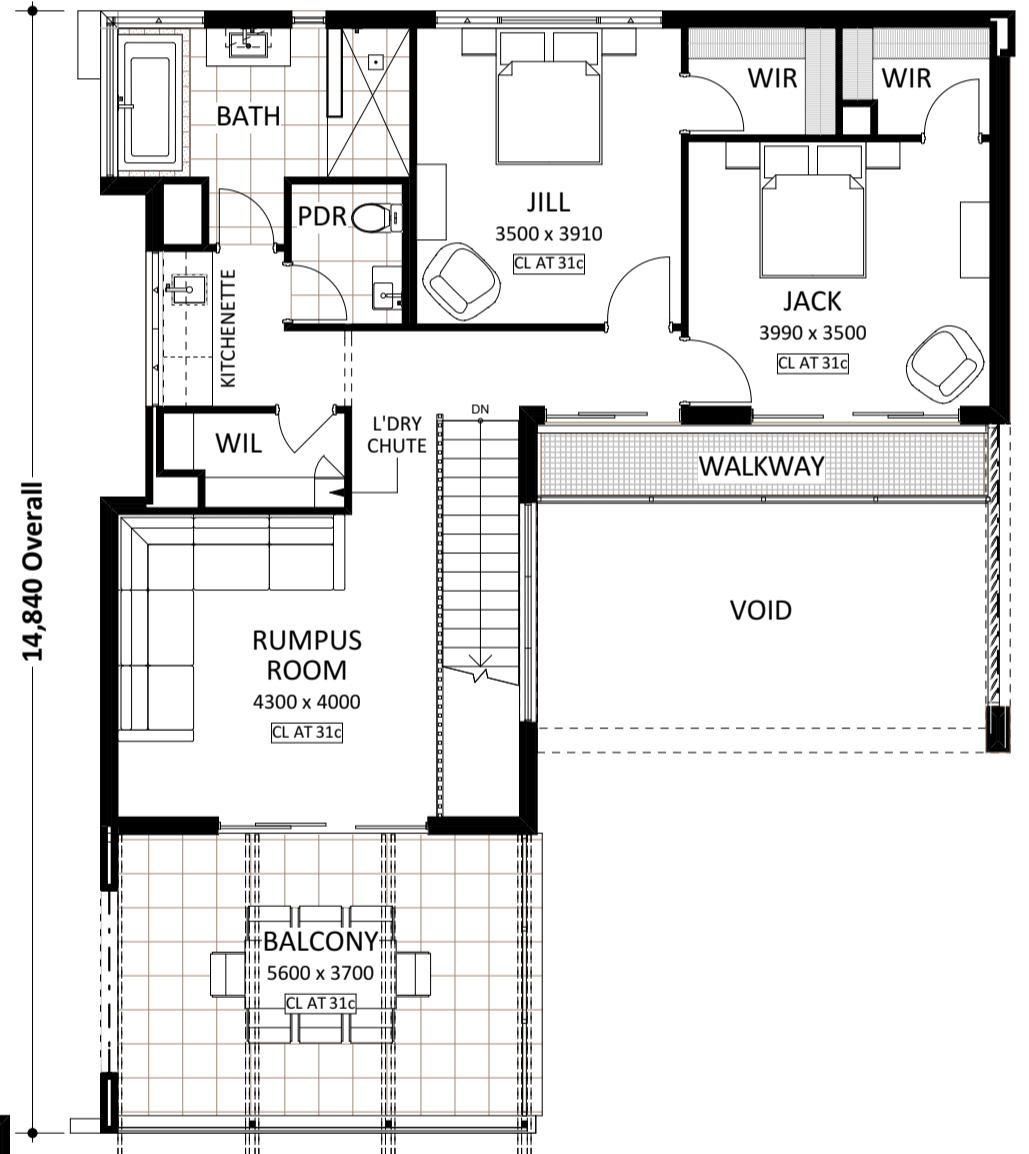 BATH
WIR
WIR
PDR
JILL
3500 x 3910
CL AT 31c
JACK
3990 x 3500
CL AT 31c
KITCHENETTE
WIL
L'DRY
CHUTE
DN
WALKWAY
14,840 Overall
VOID
RUMPUS
ROOM
4300 x 4000
CL AT 31c
BALCONY
5600 x 3700
CL AT 31c